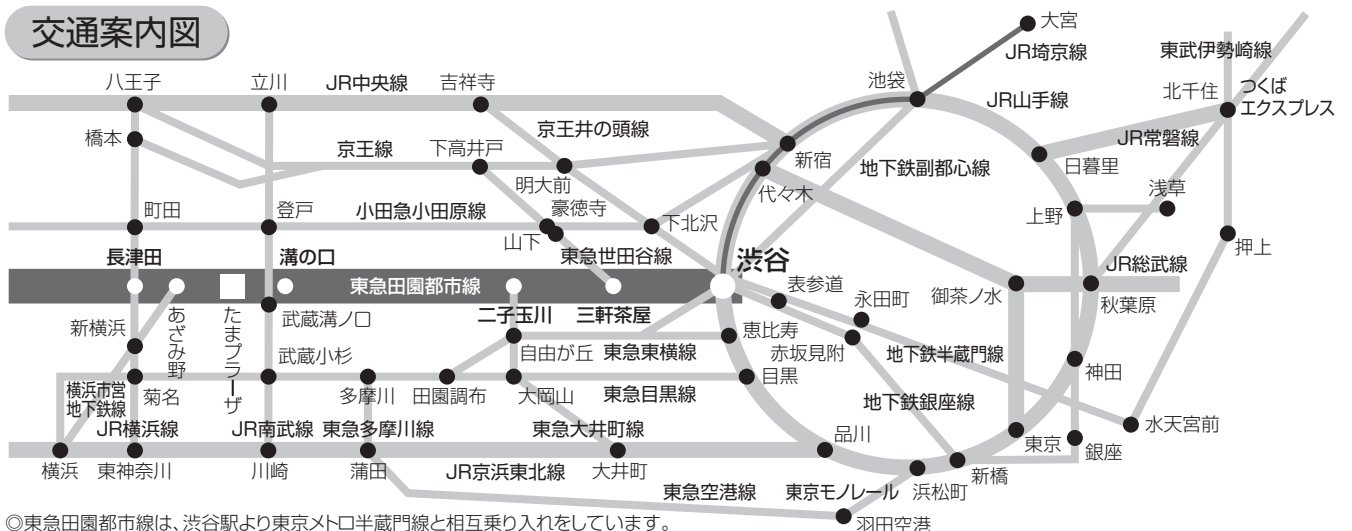 交通案内図
大宮
JR埼京線
東武伊勢崎線
八王子
立川
JR中央線
吉祥寺
池袋
JR山手線
北千住
つくば
エクスプレス
橋本
京王井の頭線
JR常磐線
京王線
下高井戸
新宿
地下鉄副都心線
日暮里
明大前
代々木
浅草
町田
登戸
小田急小田原線
豪徳寺
下北沢
上野
山下
押上
長津田
溝の口
東急世田谷線
渋谷
JR総武線
東急田園都市線
表参道
永田町
御茶ノ水
秋葉原
新横浜
あざみ野
たまプラーザ
武蔵溝ノ口
二子玉川
三軒茶屋
恵比寿
自由が丘
東急東横線
赤坂見附
地下鉄半蔵門線
武蔵小杉
目黒
神田
横浜市営
地下鉄線
菊名
多摩川
田園調布
大岡山
東急目黒線
地下鉄銀座線
JR横浜線
JR南武線
東急多摩川線
東急大井町線
品川
水天宮前
東京
銀座
横浜
東神奈川
川崎
蒲田
JR京浜東北線
大井町
新橋
東急空港線
東京モノレール
浜松町
羽田空港
◎東急田園都市線は、渋谷駅より東京メトロ半蔵門線と相互乗り入れをしています。